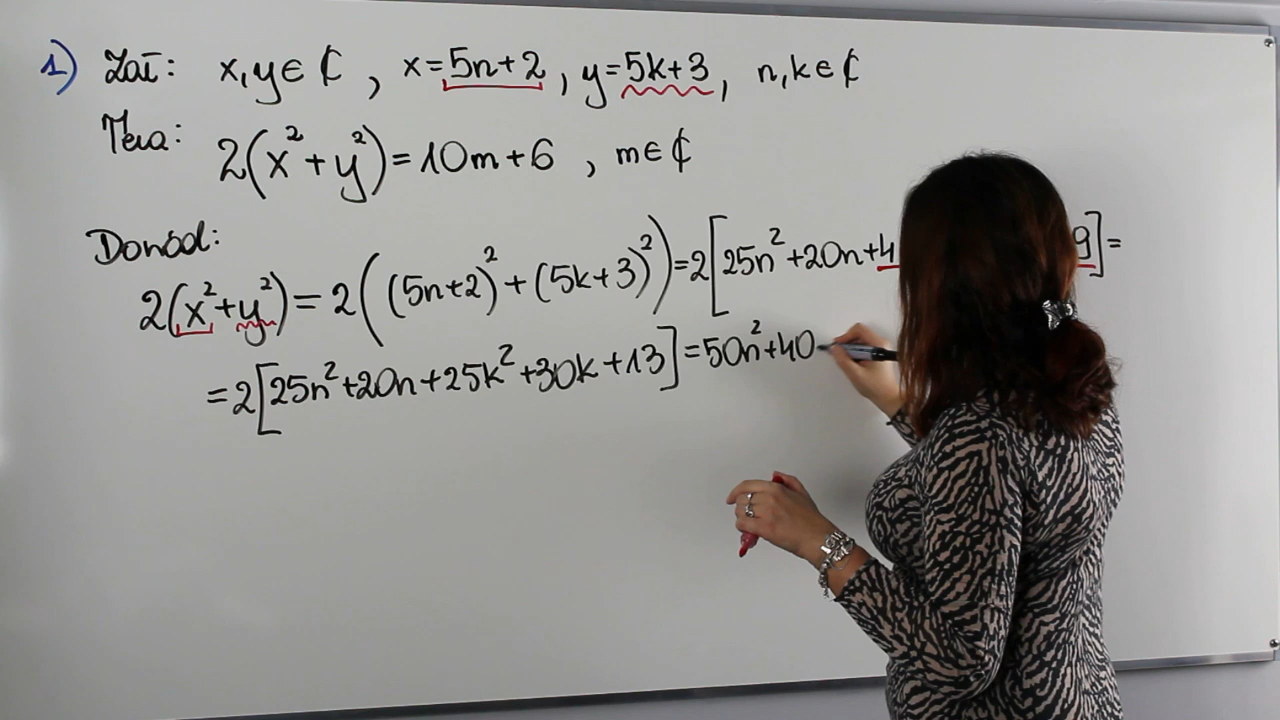 1) Zał: x,y∈ℂ, x=5n+2, y=5k+3, n,k∈ℂ
Teza: 2(x²+y²)=10m+6, m∈ℂ
Dowód:
2(x²+y²)=2((5n+2)²+(5k+3)²)=2[25n²+20n+4 9]=
=2[25n²+20n+25k²+30k+13]=50n²+40